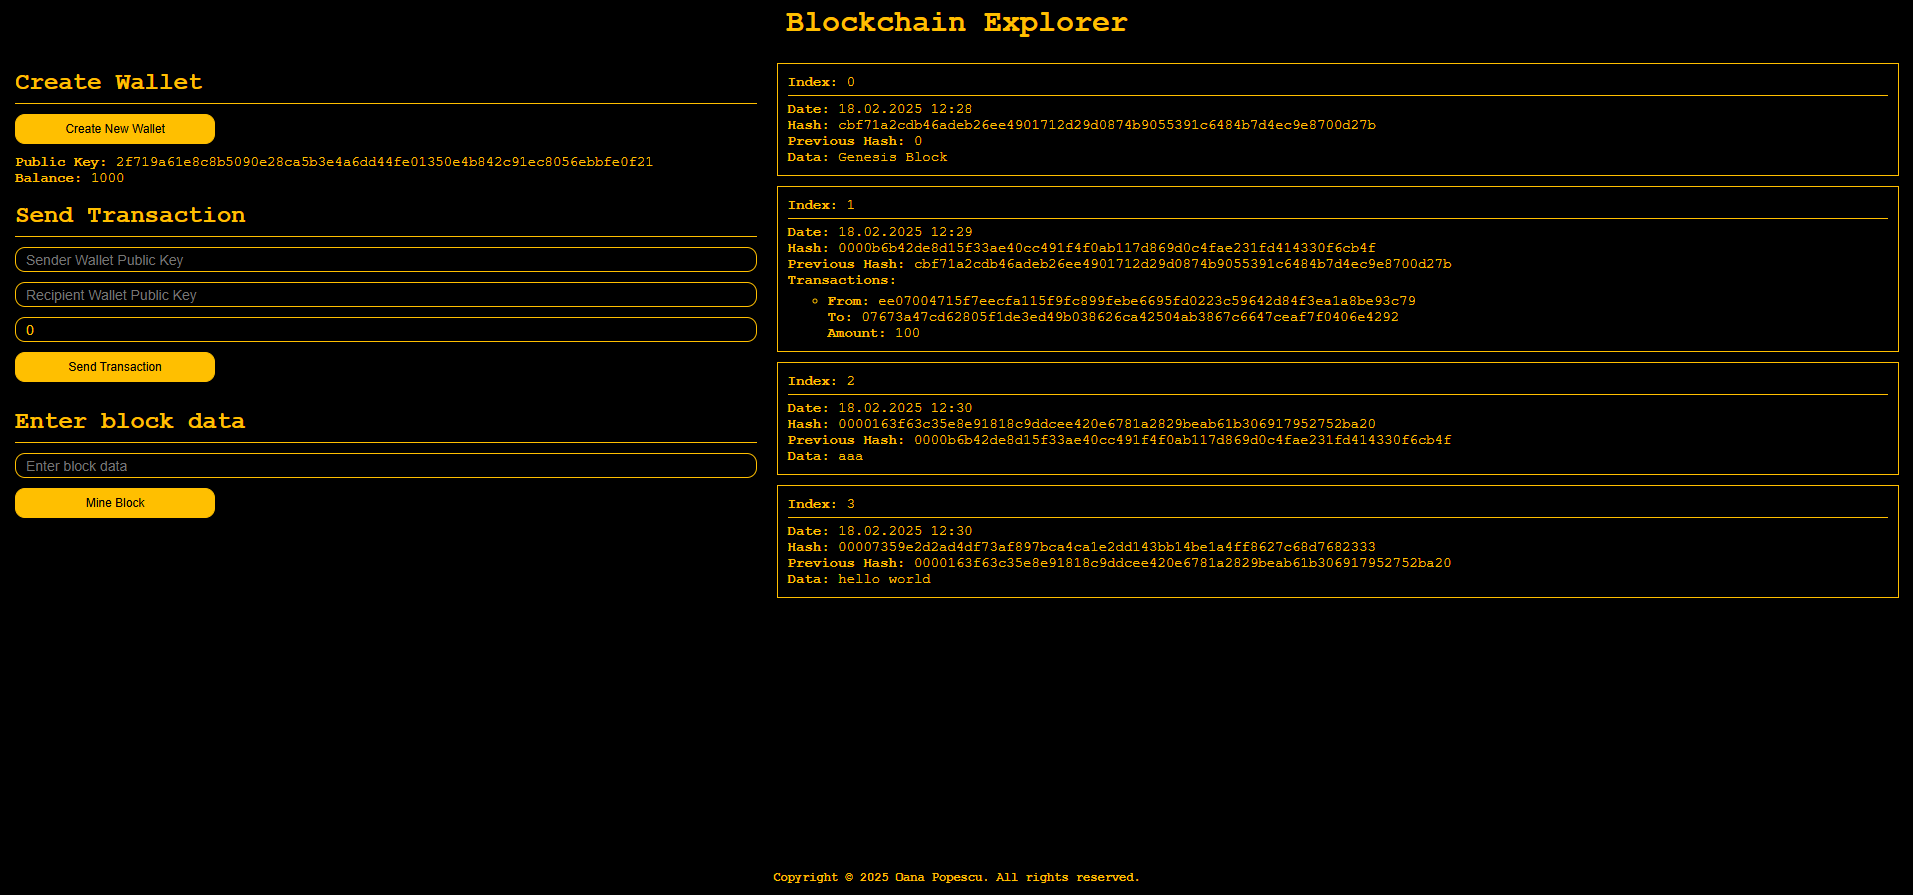 Blockchain Explorer
Create Wallet
Create New Wallet
Public Key: 2f719a61e8c8b5090e28ca5b3e4a6dd44fe01350e4b842c91ec8056ebbfe0f21
Balance: 1000
Send Transaction
Sender Wallet Public Key
Recipient Wallet Public Key
0
Send Transaction
Enter block data
Enter block data
Mine Block
Index: 0
Date: 18.02.2025 12:28
Hash: cbf71a2cdb46adeb26ee4901712d29d0874b9055391c6484b7d4ec9e8700d27b
Previous Hash: 0
Data: Genesis Block
Index: 1
Date: 18.02.2025 12:29
Hash: 0000b6b42de8d15f33ae40cc491f4f0ab117d869d0c4fae231fd414330f6cb4f
Previous Hash: cbf71a2cdb46adeb26ee4901712d29d0874b9055391c6484b7d4ec9e8700d27b
Transactions:
From: ee07004715f7eecfa115f9fc899febe6695fd0223c59642d84f3ea1a8be93c79
To: 07673a47cd62805f1de3ed49b038626ca42504ab3867c6647ceaf7f0406e4292
Amount: 100
Index: 2
Date: 18.02.2025 12:30
Hash: 0000163f63c35e8e91818c9ddcee420e6781a2829beab61b306917952752ba20
Previous Hash: 0000b6b42de8d15f33ae40cc491f4f0ab117d869d0c4fae231fd414330f6cb4f
Data: aaa
Index: 3
Date: 18.02.2025 12:30
Hash: 00007359e2d2ad4df73af897bca4ca1e2dd143bb14be1a4ff8627c68d7682333
Previous Hash: 0000163f63c35e8e91818c9ddcee420e6781a2829beab61b306917952752ba20
Data: hello world
Copyright © 2025 Oana Popescu. All rights reserved.